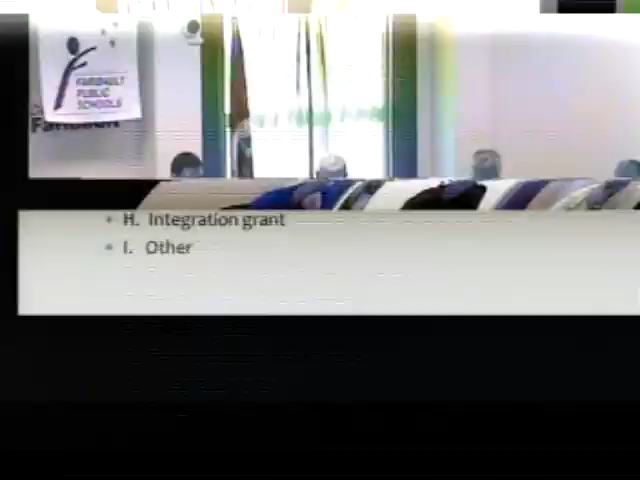 FARIBAULT
PUBLIC
SCHOOLS
• H. Integration grant
• I. Other